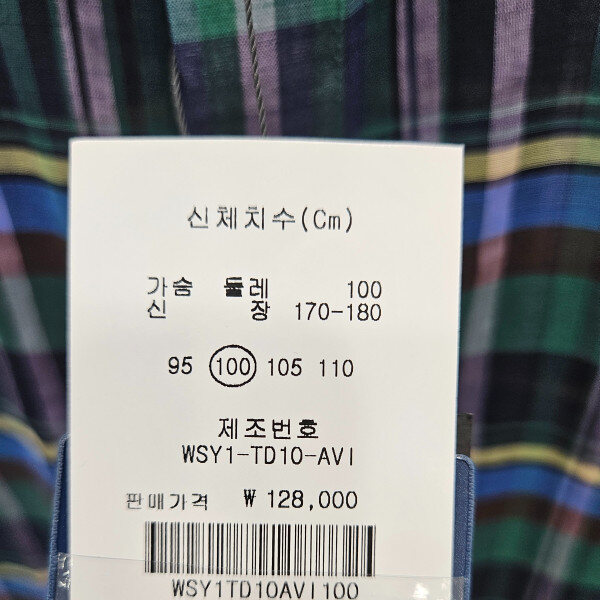 신체치수(Cm)
가슴 둘레 100
신 장 170-180
95 100 105 110
제조번호
WSY1-TD10-AVI
판매가격 ₩ 128,000
WSY1TD10AVI100